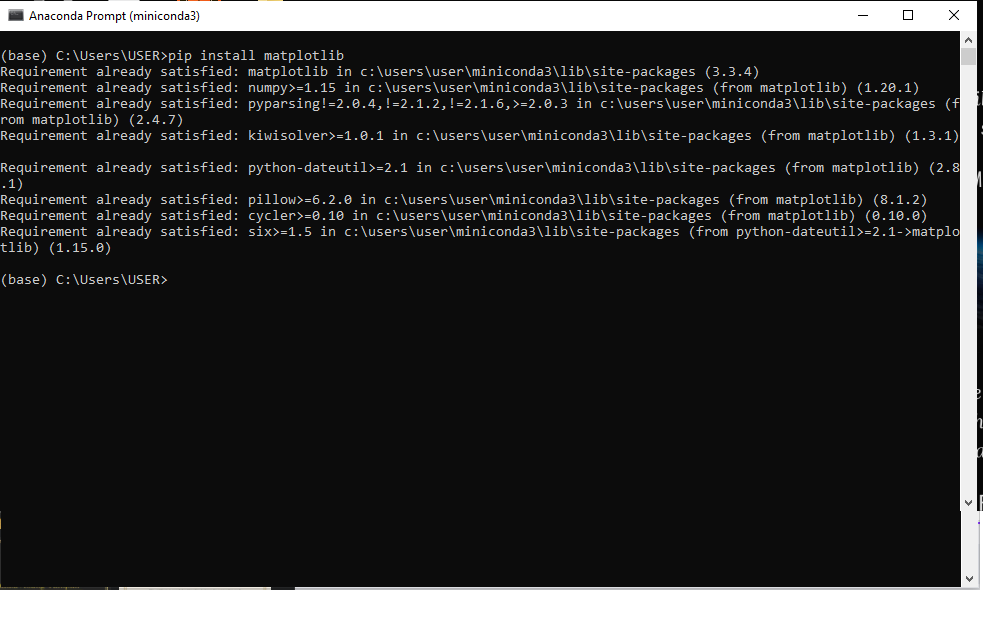 Anaconda Prompt (miniconda3)
(base) C:\Users\USER>pip install matplotlib
Requirement already satisfied: matplotlib in c:\users\user\miniconda3\lib\site-packages (3.3.4)
Requirement already satisfied: numpy>=1.15 in c:\users\user\miniconda3\lib\site-packages (from matplotlib) (1.20.1)
Requirement already satisfied: pyparsing!=2.0.4,!=2.1.2,!=2.1.6,>=2.0.3 in c:\users\user\miniconda3\lib\site-packages (f
rom matplotlib) (2.4.7)
Requirement already satisfied: kiwisolver>=1.0.1 in c:\users\user\miniconda3\lib\site-packages (from matplotlib) (1.3.1)
Requirement already satisfied: python-dateutil>=2.1 in c:\users\user\miniconda3\lib\site-packages (from matplotlib) (2.8
.1)
Requirement already satisfied: pillow>=6.2.0 in c:\users\user\miniconda3\lib\site-packages (from matplotlib) (8.1.2)
Requirement already satisfied: cycler>=0.10 in c:\users\user\miniconda3\lib\site-packages (from matplotlib) (0.10.0)
Requirement already satisfied: six>=1.5 in c:\users\user\miniconda3\lib\site-packages (from python-dateutil>=2.1->matplo
tlib) (1.15.0)
(base) C:\Users\USER>